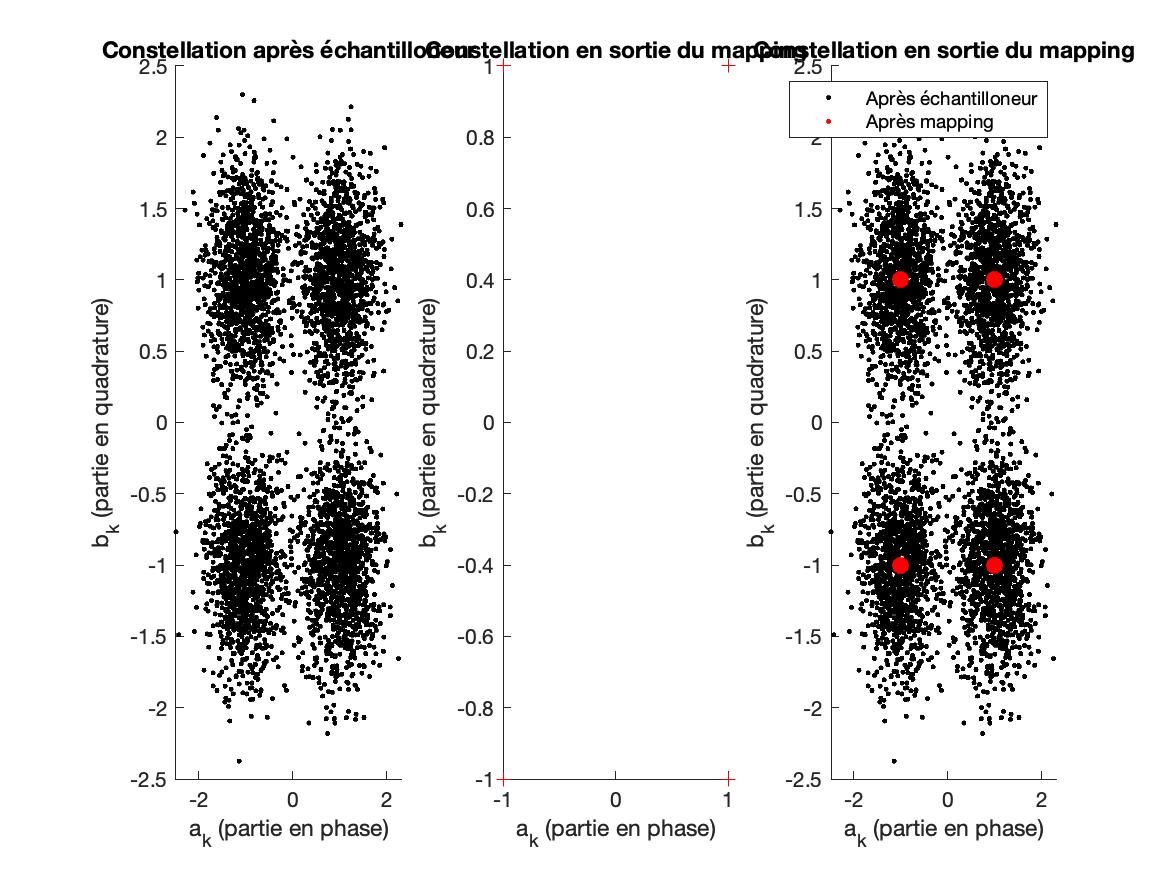 Constellation après échantilloneur
2.5
2
1.5
1
0.5
0
-0.5
-1
-1.5
-2
-2.5
-2 0 2
a_k (partie en phase)
b_k (partie en quadrature)
Constellation en sortie du mapping
1
0.8
0.6
0.4
0.2
0
-0.2
-0.4
-0.6
-0.8
-1
-1 0 1
a_k (partie en phase)
b_k (partie en quadrature)
Constellation en sortie du mapping
Après échantilloneur
Après mapping
2.5
2
1.5
1
0.5
0
-0.5
-1
-1.5
-2
-2.5
-2 0 2
a_k (partie en phase)
b_k (partie en quadrature)